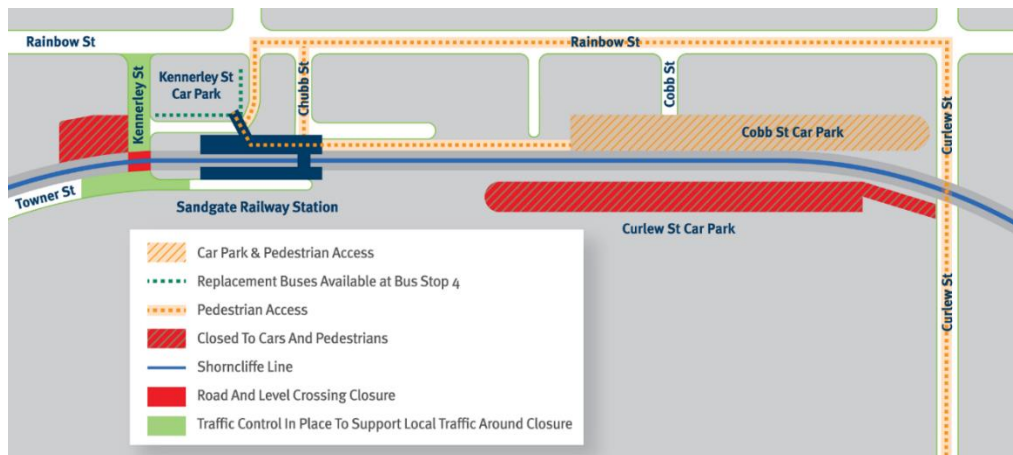 Rainbow St
Rainbow St
Kennerley St
Kennerley St
Car Park
Chubb St
Cobb St
Curlew St
Cobb St Car Park
Towner St
Sandgate Railway Station
Curlew St Car Park
Curlew St
Car Park & Pedestrian Access
Replacement Buses Available at Bus Stop 4
Pedestrian Access
Closed To Cars And Pedestrians
Shorncliffe Line
Road And Level Crossing Closure
Traffic Control In Place To Support Local Traffic Around Closure